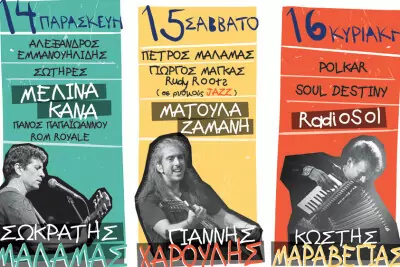 14 ΠΑΡΑΣΚΕΥΗ
ΑΛΕΞΑΝΔΡΟΣ
ΕΜΜΑΝΟΥΗΛΙΔΗΣ
ΣΩΤΗΡΕΣ
ΜΕΛΙΝΑ
ΚΑΝΑ
ΠΑΝΟΣ ΠΑΠΑΪΩΑΝΝΟΥ
ROM ROYALE
ΣΩΚΡΑΤΗΣ
ΜΑΛΑΜΑΣ
15 ΣΑΒΒΑΤΟ
ΠΕΤΡΟΣ ΜΑΛΑΜΑΣ
ΓΙΩΡΓΟΣ ΜΑΓΚΑΣ
Rudy Roots
(σε ρυθμούς JAZZ)
ΜΑΤΟΥΛΑ
ΖΑΜΑΝΗ
ΓΙΑΝΝΗΣ
ΧΑΡΟΥΛΗΣ
16 ΚΥΡΙΑΚΗ
POLKAR
SOUL DESTINY
RadioSol
ΚΩΣΤΗΣ
ΜΑΡΑΒΕΓΙΑΣ